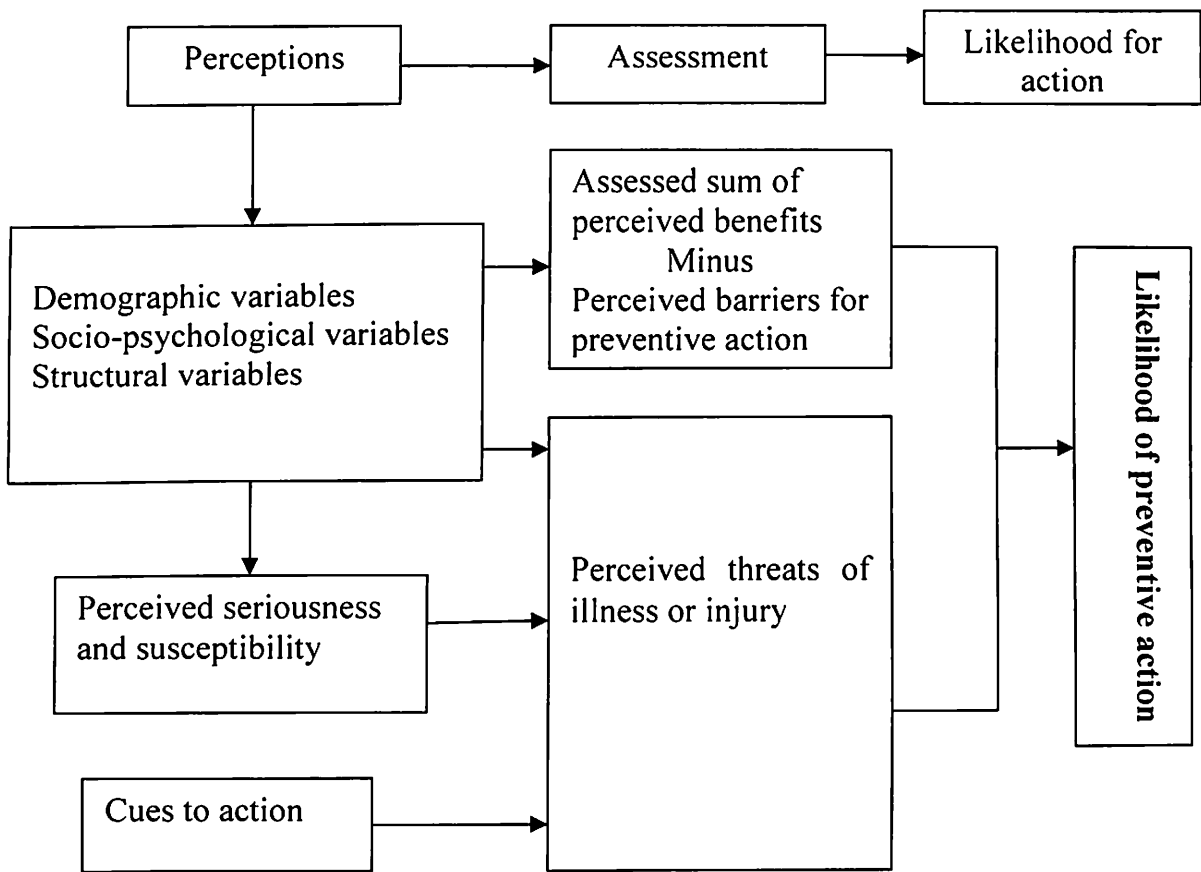 Perceptions
Assessment
Likelihood for
action
Demographic variables
Socio-psychological variables
Structural variables
Assessed sum of
perceived benefits
Minus
Perceived barriers for
preventive action
Likelihood of preventive action
Perceived seriousness
and susceptibility
Perceived threats of
illness or injury
Cues to action